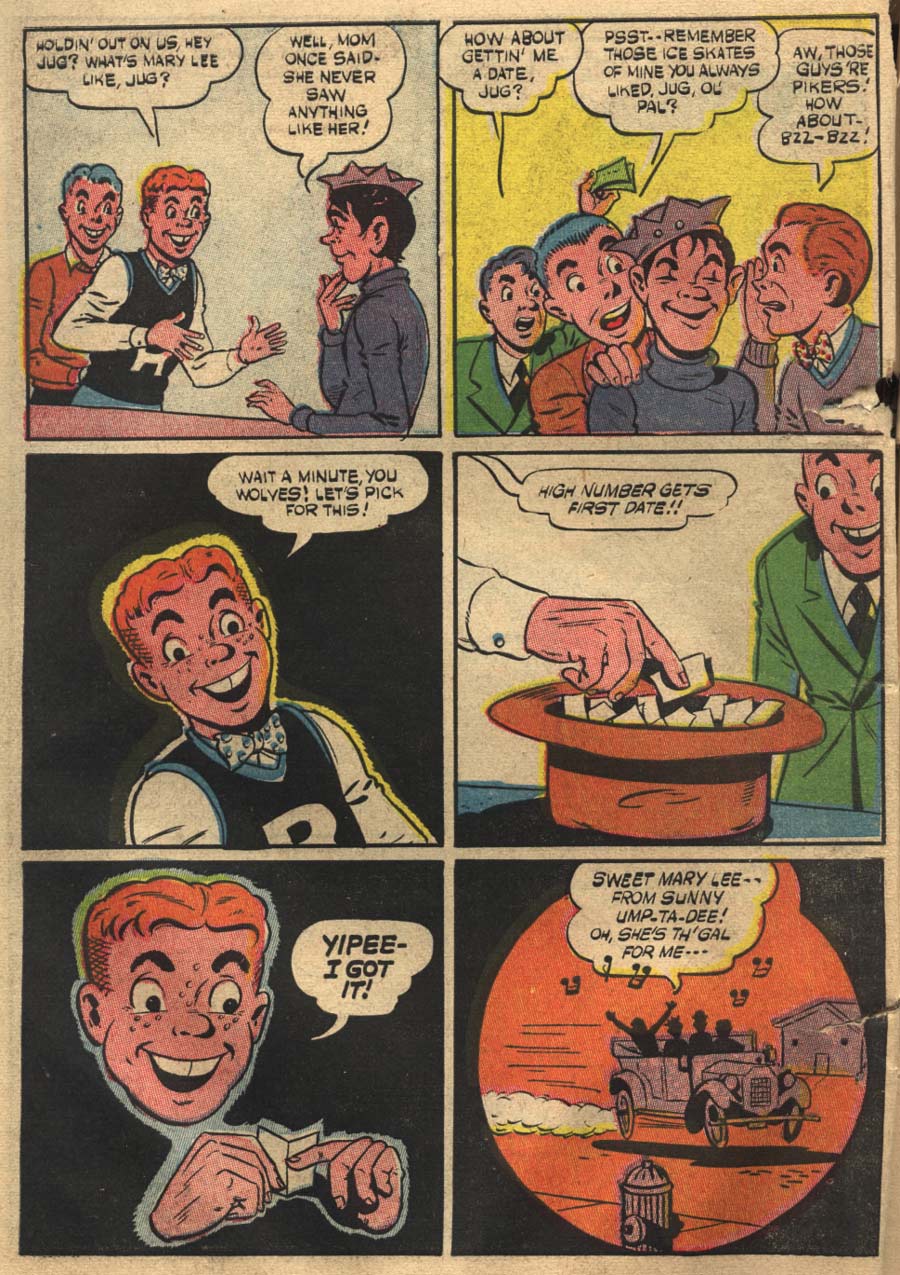 HOLDIN' OUT ON US, HEY
JUG? WHAT'S MARY LEE
LIKE, JUG?
WELL, MOM
ONCE SAID-
SHE NEVER
SAW
ANYTHING
LIKE HER!
HOW ABOUT
GETTIN' ME
A DATE,
JUG?
PSST--REMEMBER
THOSE ICE SKATES
OF MINE YOU ALWAYS
LIKED, JUG, OL'
PAL?
AW, THOSE
GUYS'RE
PIKERS!
HOW
ABOUT-
BZZ-BZZ!
WAIT A MINUTE, YOU
WOLVES! LET'S PICK
FOR THIS!
R
HIGH NUMBER GETS
FIRST DATE!!
YIPEE-
I GOT
IT!
SWEET MARY LEE--
FROM SUNNY
UMP-TA-DEE!
OH, SHE'S TH'GAL
FOR ME---